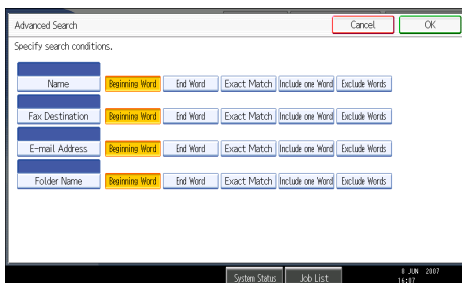 Advanced Search Cancel OK
Specify search conditions.
Name Beginning Word End Word Exact Match Include one Word Exclude Words
Fax Destination Beginning Word End Word Exact Match Include one Word Exclude Words
E-mail Address Beginning Word End Word Exact Match Include one Word Exclude Words
Folder Name Beginning Word End Word Exact Match Include one Word Exclude Words
System Status Job List 8 JUN 2007
16:07